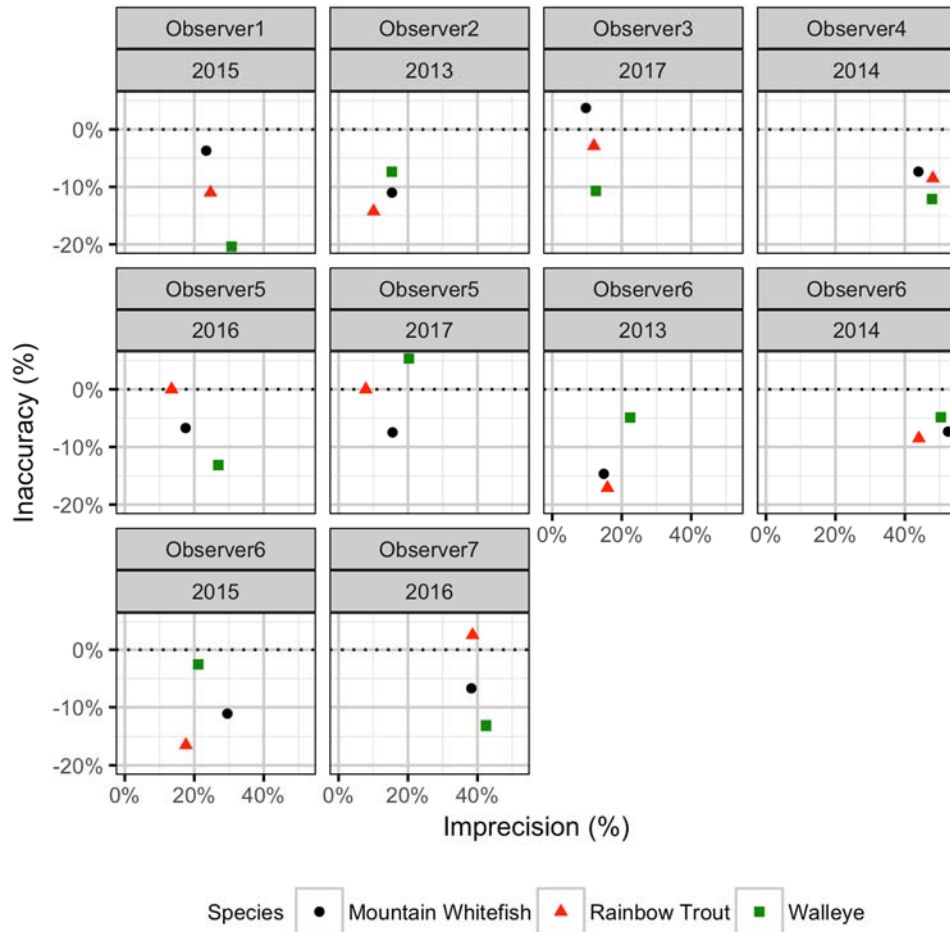 Observer1 Observer2 Observer3 Observer4
2015 2013 2017 2014
0%
-10%
-20%
Observer5 Observer5 Observer6 Observer6
2016 2017 2013 2014
0%
-10%
-20%
0% 20% 40% 0% 20% 40%
Observer6 Observer7
2015 2016
0%
-10%
-20%
0% 20% 40% 0% 20% 40%
Inaccuracy (%)
Imprecision (%)
Species Mountain Whitefish Rainbow Trout Walleye